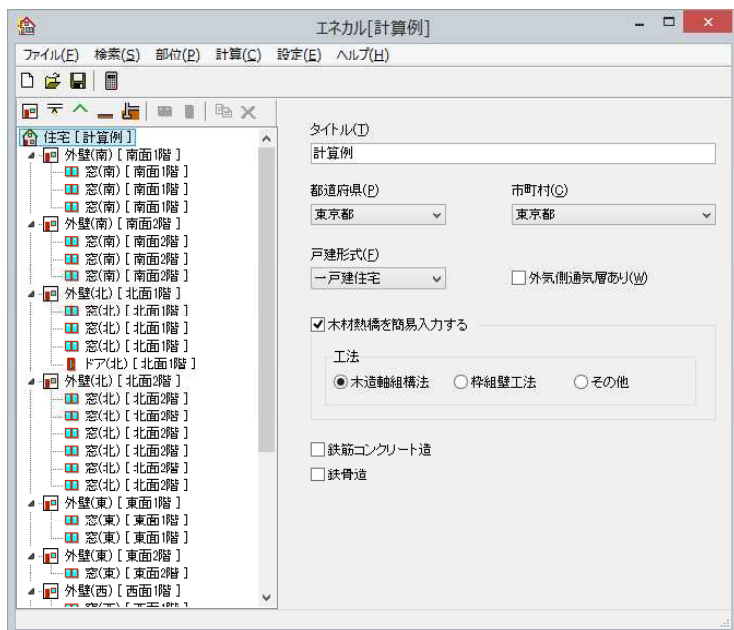 エネカル[計算例]
ファイル(F) 検索(S) 部位(P) 計算(C) 設定(E) ヘルプ(H)
住宅 [ 計算例 ]
外壁(南) [ 南面1階 ]
窓(南) [ 南面1階 ]
窓(南) [ 南面1階 ]
窓(南) [ 南面1階 ]
外壁(南) [ 南面2階 ]
窓(南) [ 南面2階 ]
窓(南) [ 南面2階 ]
窓(南) [ 南面2階 ]
外壁(北) [ 北面1階 ]
窓(北) [ 北面1階 ]
窓(北) [ 北面1階 ]
窓(北) [ 北面1階 ]
ドア(北) [ 北面1階 ]
外壁(北) [ 北面2階 ]
窓(北) [ 北面2階 ]
窓(北) [ 北面2階 ]
窓(北) [ 北面2階 ]
窓(北) [ 北面2階 ]
窓(北) [ 北面2階 ]
窓(北) [ 北面2階 ]
外壁(東) [ 東面1階 ]
窓(東) [ 東面1階 ]
窓(東) [ 東面1階 ]
外壁(東) [ 東面2階 ]
窓(東) [ 東面2階 ]
外壁(西) [ 西面1階 ]
タイトル(T)
計算例
都道府県(P) 市町村(C)
東京都 東京都
戸建形式(F)
一戸建住宅 外気側通気層あり(W)
木材熱橋を簡易入力する
工法
木造軸組構法 枠組壁工法 その他
鉄筋コンクリート造
鉄骨造